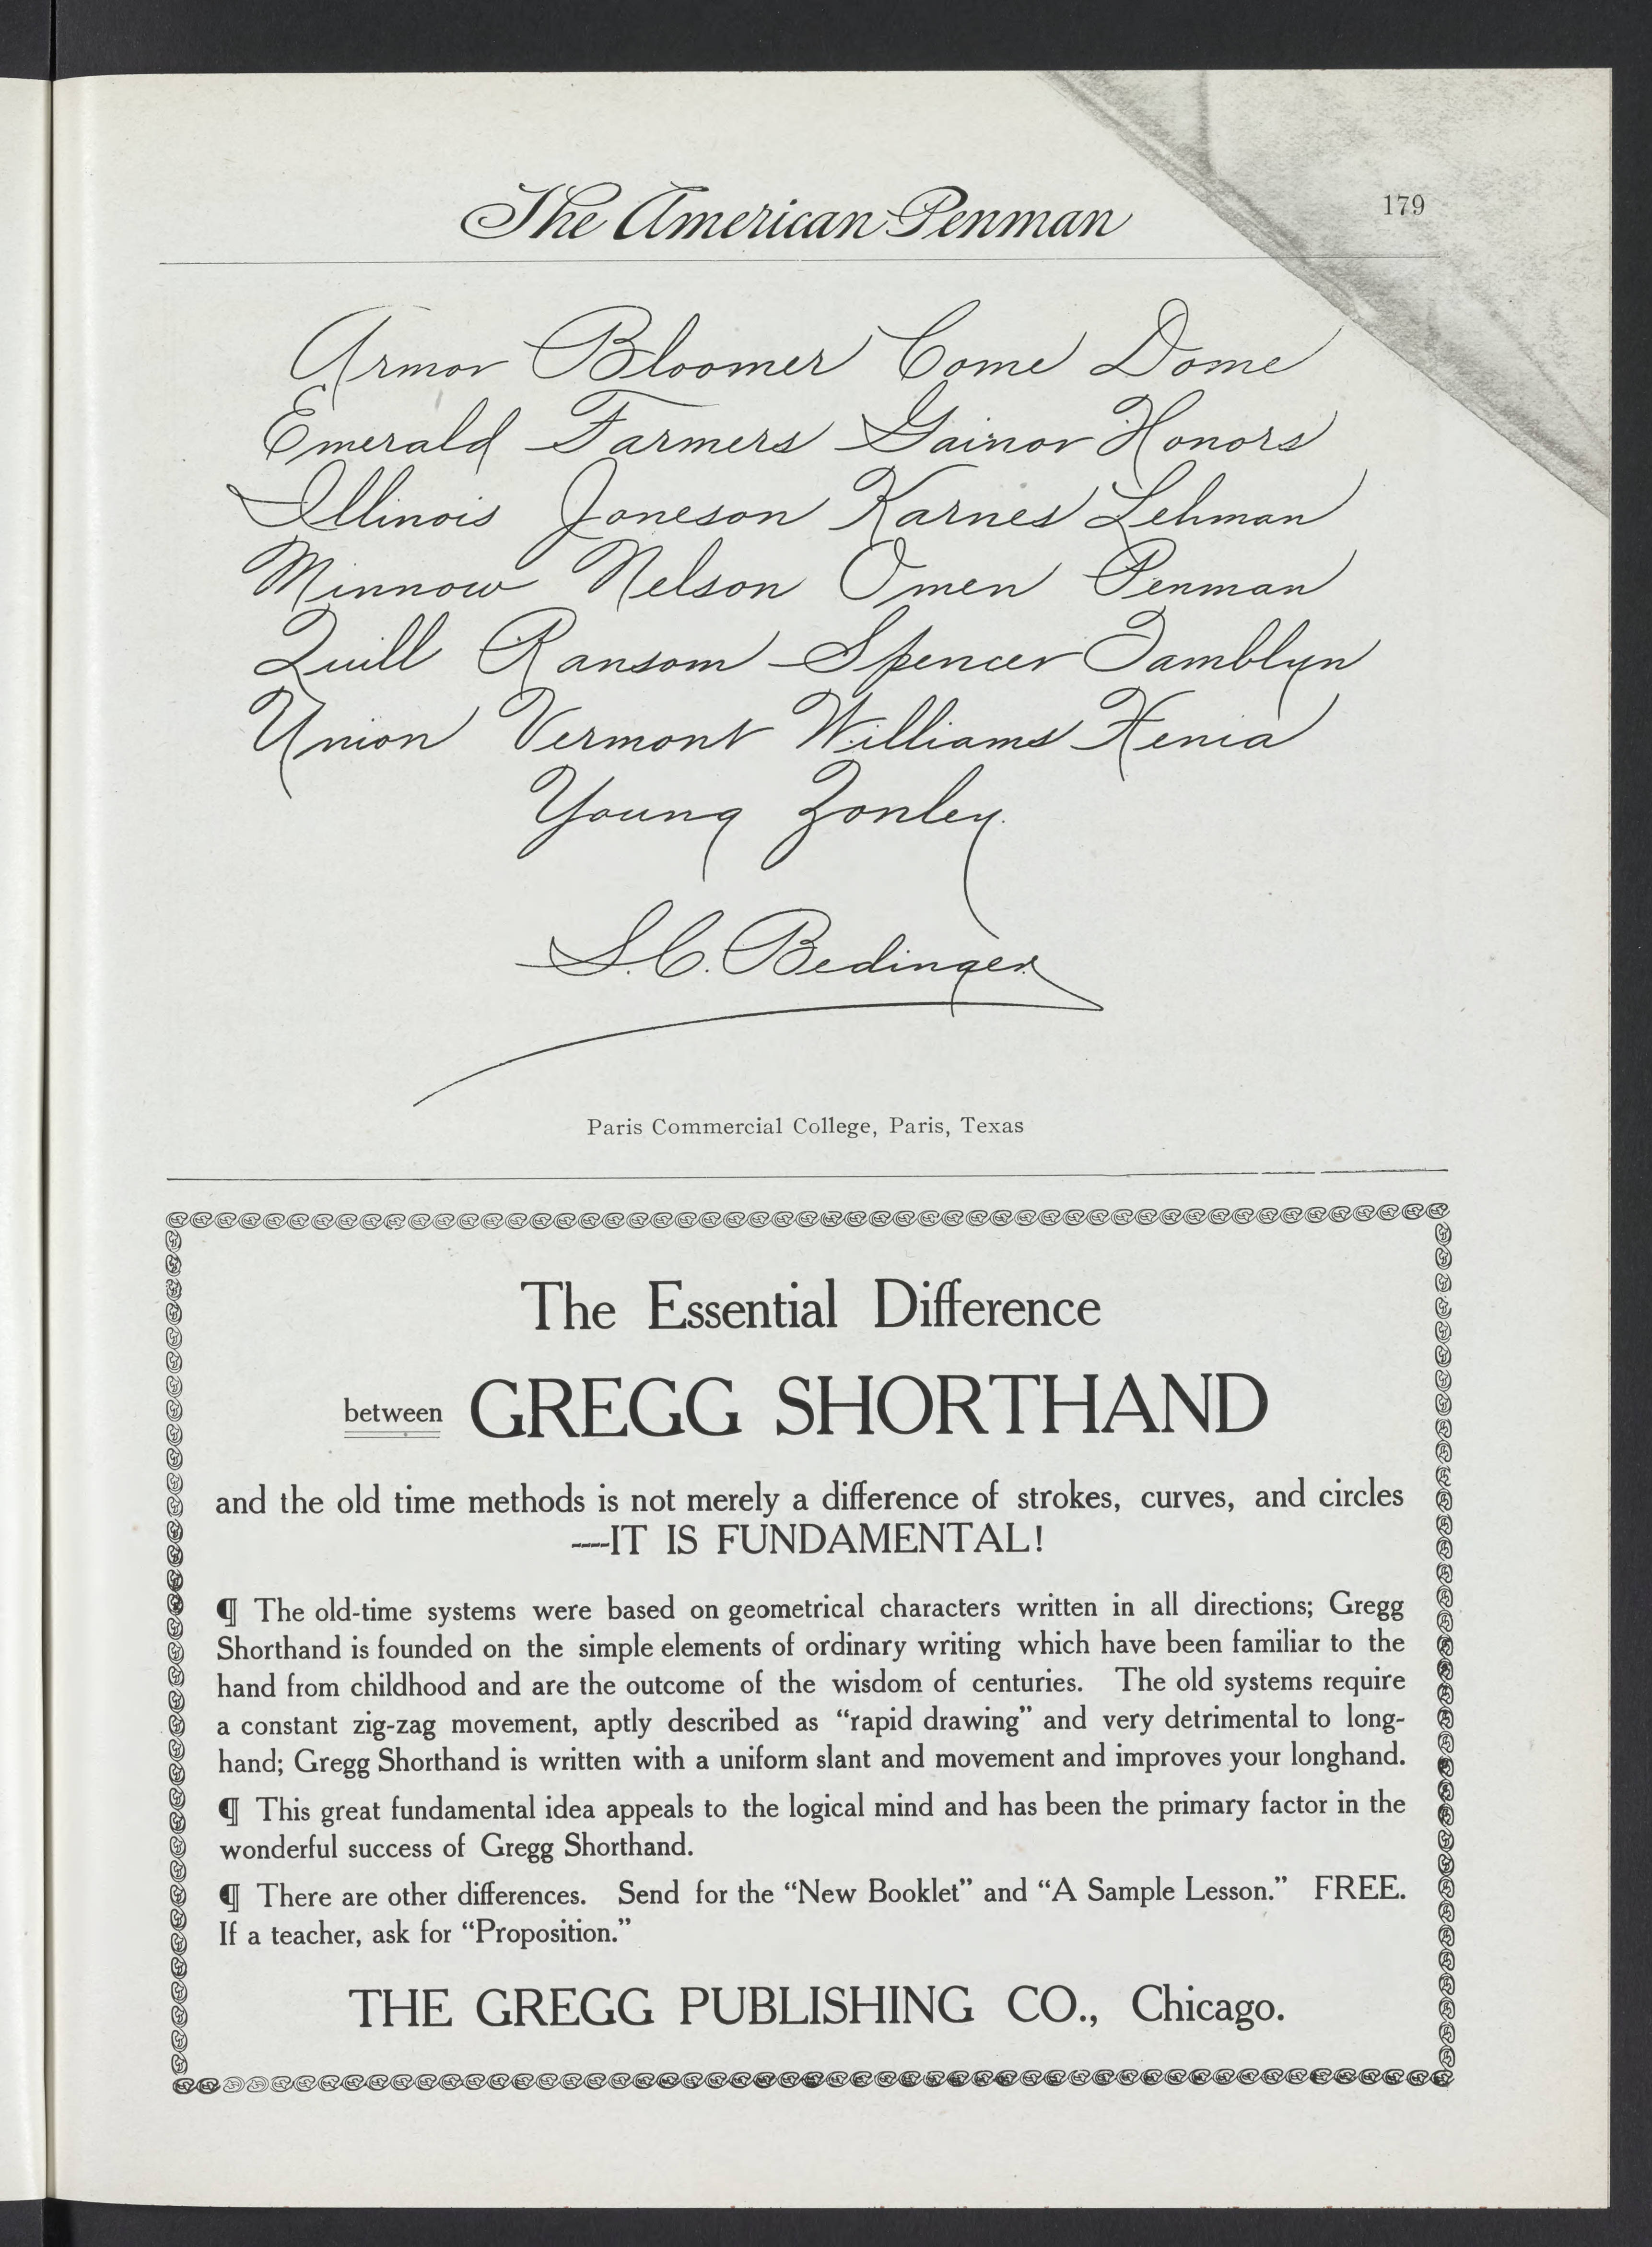 The American Penman
179
Armor Bloomer Come Dome
Emerald Farmers Gainor Honors
Illinois Joneson Karnes Lehman
Minnow Nelson Omen Penman
Quill Ransom Spencer Tamblyn
Union Vermont Williams Xenia
Young Zonley.
S. C. Bedinger.
Paris Commercial College, Paris, Texas
The Essential Difference
between GREGG SHORTHAND
and the old time methods is not merely a difference of strokes, curves, and circles
----IT IS FUNDAMENTAL!
¶ The old-time systems were based on geometrical characters written in all directions; Gregg
Shorthand is founded on the simple elements of ordinary writing which have been familiar to the
hand from childhood and are the outcome of the wisdom of centuries. The old systems require
a constant zig-zag movement, aptly described as “rapid drawing” and very detrimental to long-
hand; Gregg Shorthand is written with a uniform slant and movement and improves your longhand.
¶ This great fundamental idea appeals to the logical mind and has been the primary factor in the
wonderful success of Gregg Shorthand.
¶ There are other differences. Send for the “New Booklet” and “A Sample Lesson.” FREE.
If a teacher, ask for “Proposition.”
THE GREGG PUBLISHING CO., Chicago.